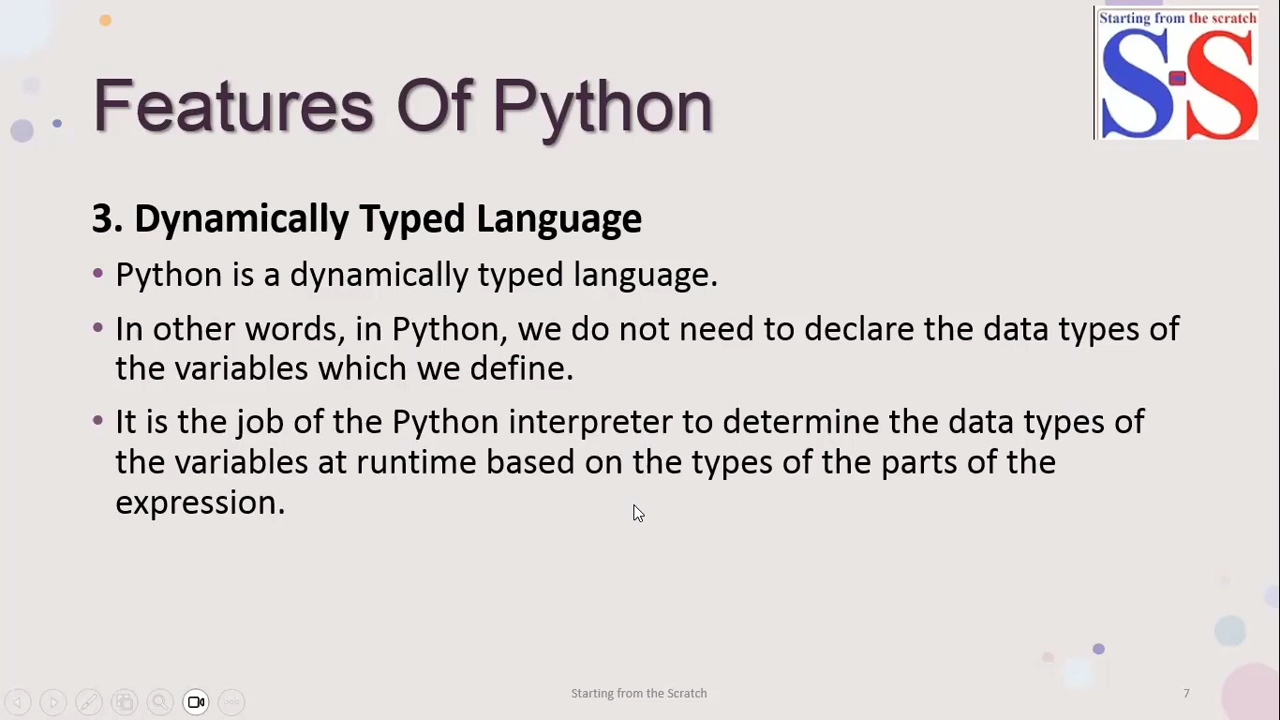 Starting from the scratch
S-S
Features Of Python
3. Dynamically Typed Language
• Python is a dynamically typed language.
• In other words, in Python, we do not need to declare the data types of
the variables which we define.
• It is the job of the Python interpreter to determine the data types of
the variables at runtime based on the types of the parts of the
expression.
Starting from the Scratch
7